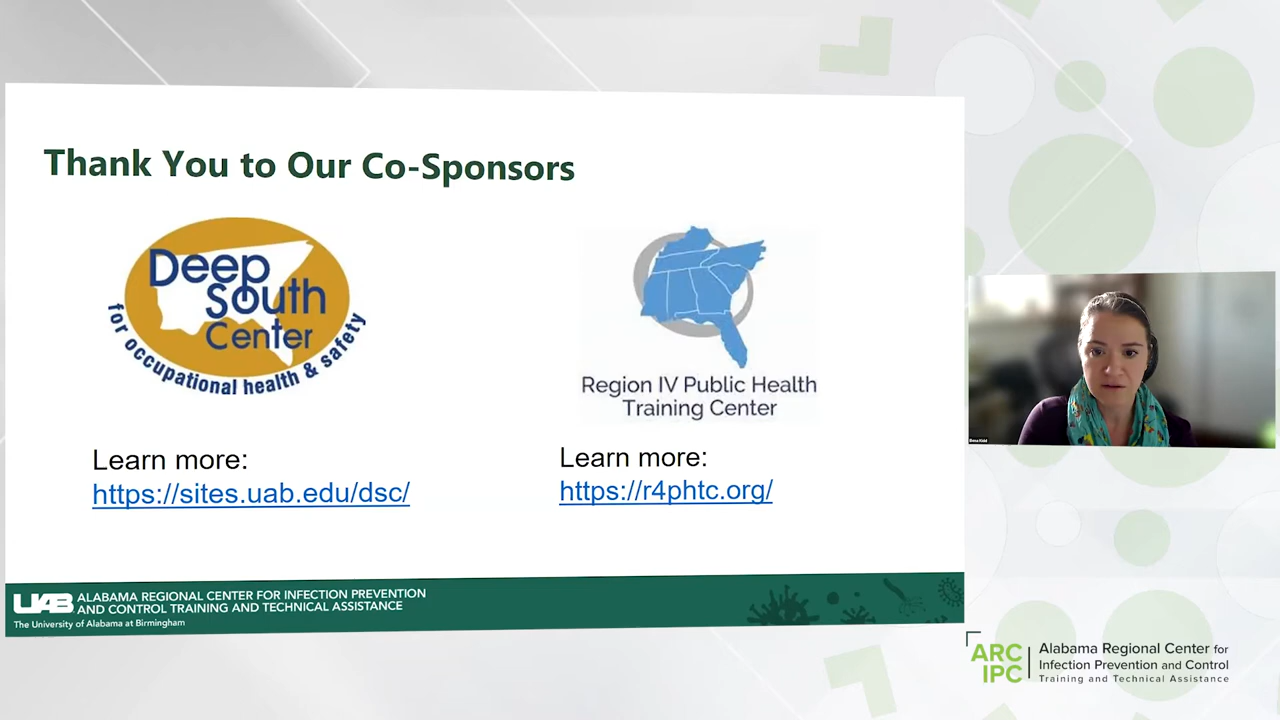 Thank You to Our Co-Sponsors
Deep
South
Center
for occupational health & safety
Region IV Public Health
Training Center
Learn more:
https://sites.uab.edu/dsc/
Learn more:
https://r4phtc.org/
UAB ALABAMA REGIONAL CENTER FOR INFECTION PREVENTION
AND CONTROL TRAINING AND TECHNICAL ASSISTANCE
The University of Alabama at Birmingham
ARC
IPC
Alabama Regional Center for
Infection Prevention and Control
Training and Technical Assistance